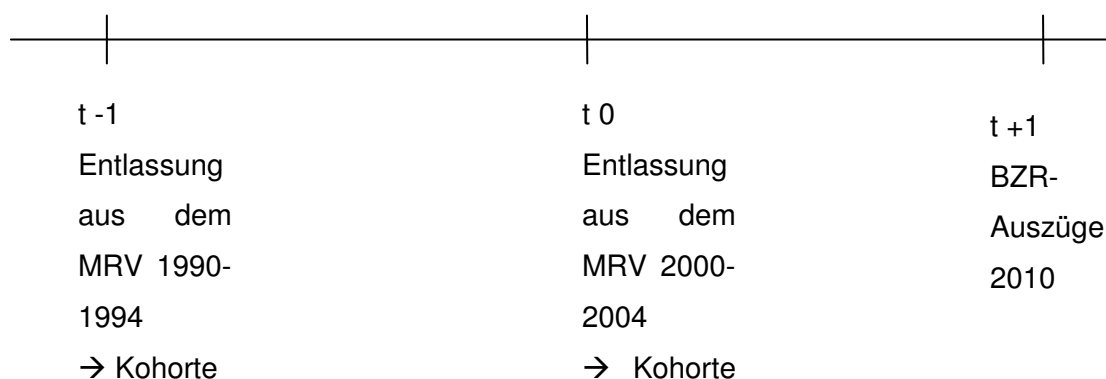 t -1
Entlassung
aus dem
MRV 1990-
1994
→ Kohorte
t 0
Entlassung
aus dem
MRV 2000-
2004
→ Kohorte
t +1
BZR-
Auszüge
2010